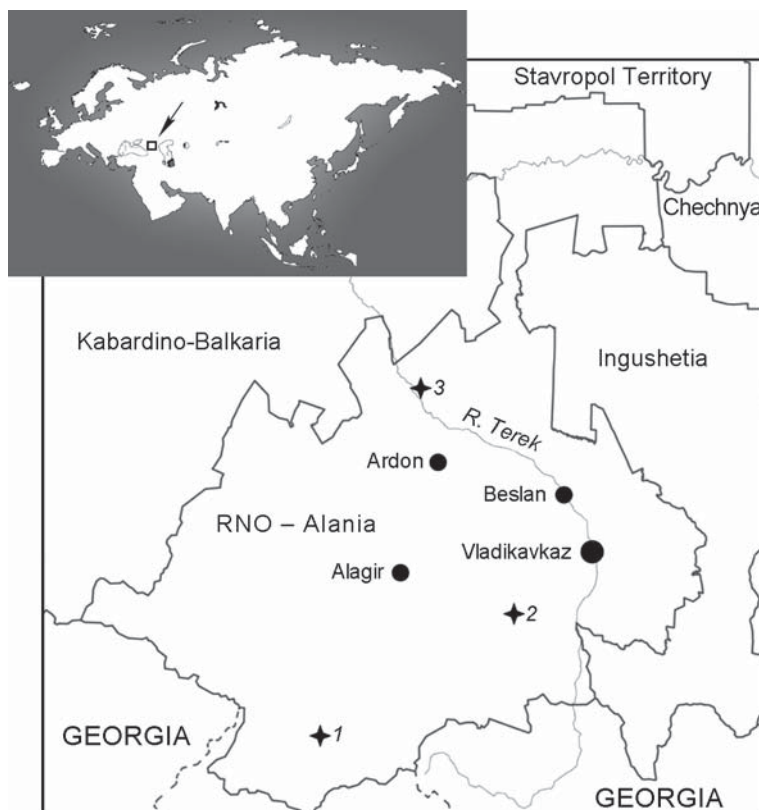 Stavropol Territory
Chechnya
Kabardino-Balkaria
Ingushetia
3
R. Terek
Ardon
Beslan
RNO – Alania
Vladikavkaz
Alagir
2
1
GEORGIA
GEORGIA